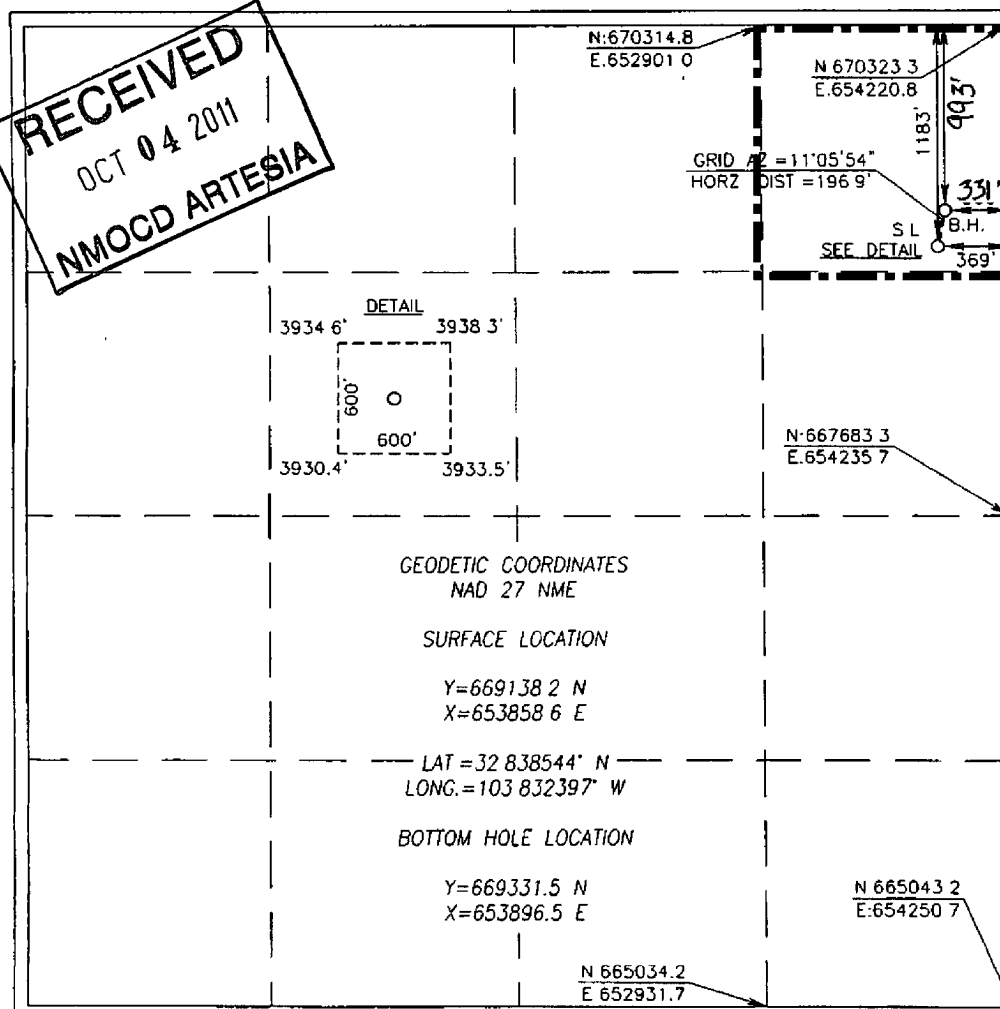 RECEIVED
OCT 04 2011
NMOCD ARTESIA
N:670314.8
E.652901 0
N 670323 3
E.654220.8
1183'
993'
GRID AZ =11°05'54"
HORZ DIST =196 9'
331'
B.H.
S L
SEE DETAIL
369'
DETAIL
3934 6'
3938 3'
600'
600'
3930.4'
3933.5'
N·667683 3
E.654235 7
GEODETIC COORDINATES
NAD 27 NME
SURFACE LOCATION
Y=669138 2 N
X=653858 6 E
LAT =32 838544° N
LONG.=103 832397° W
BOTTOM HOLE LOCATION
Y=669331.5 N
X=653896.5 E
N 665043 2
E:654250 7
N 665034.2
E 652931.7